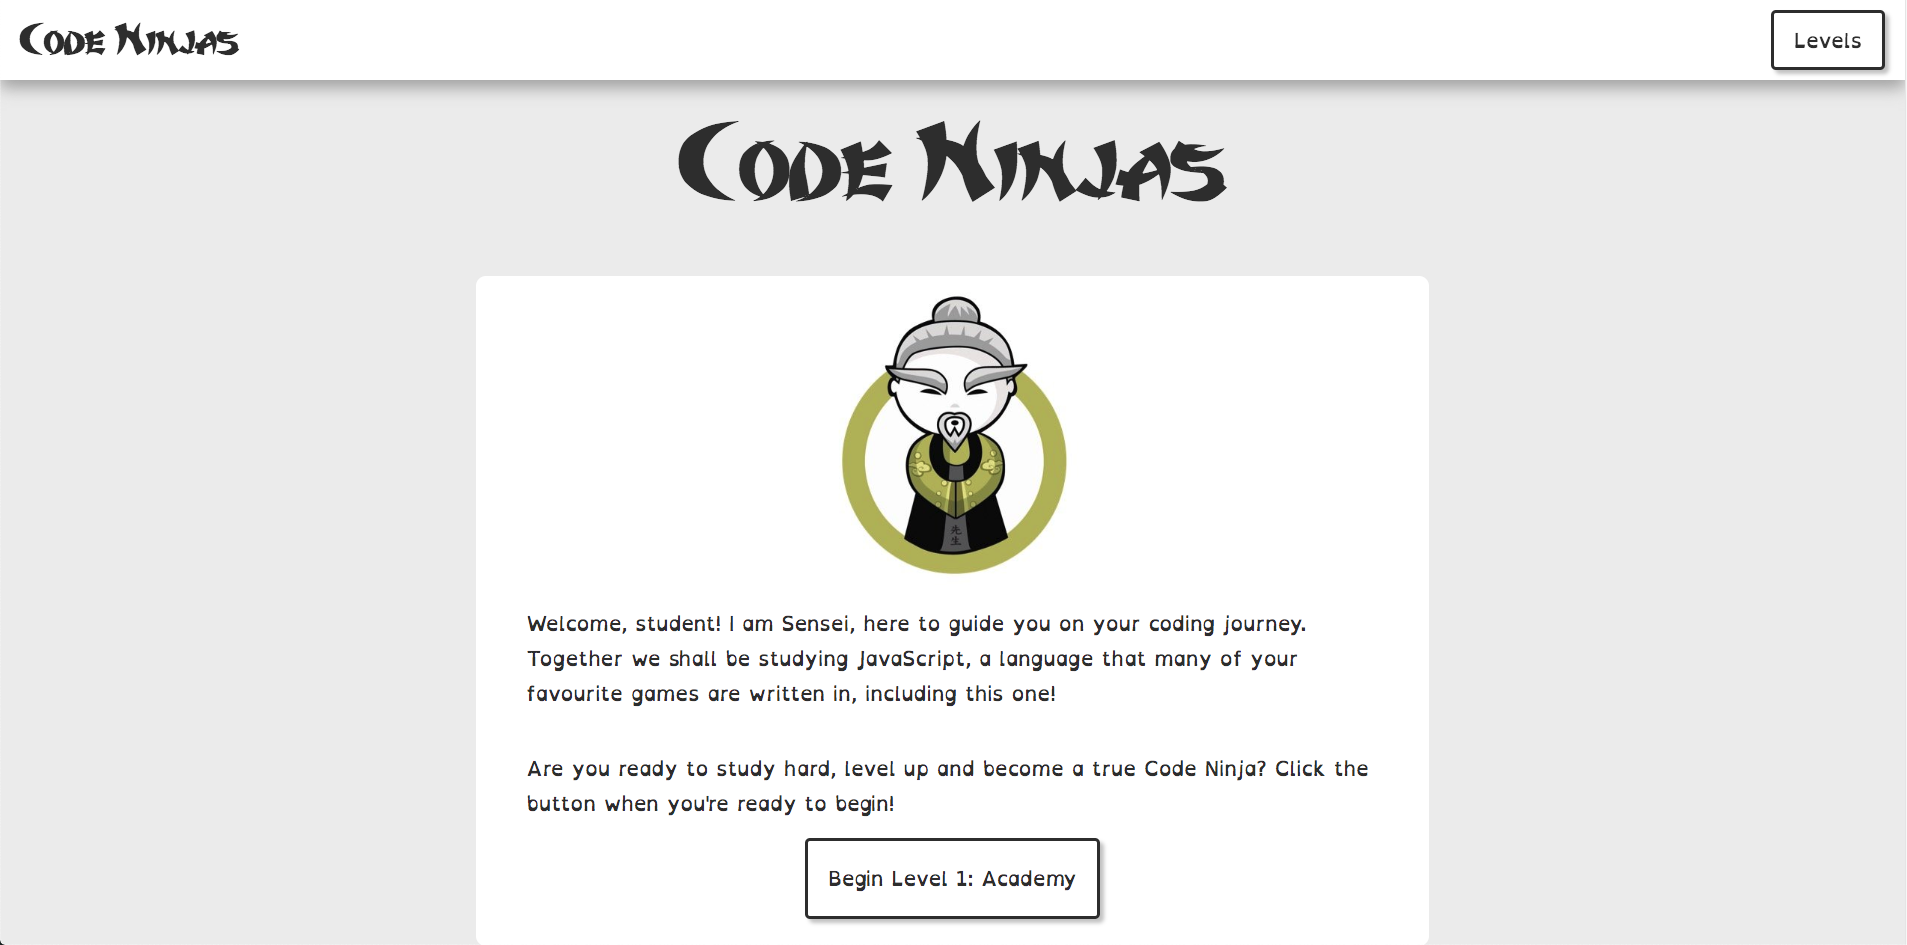 Code Ninjas
Levels
Code Ninjas
先
生
Welcome, student! I am Sensei, here to guide you on your coding journey.
Together we shall be studying JavaScript, a language that many of your
favourite games are written in, including this one!
Are you ready to study hard, level up and become a true Code Ninja? Click the
button when you're ready to begin!
Begin Level 1: Academy